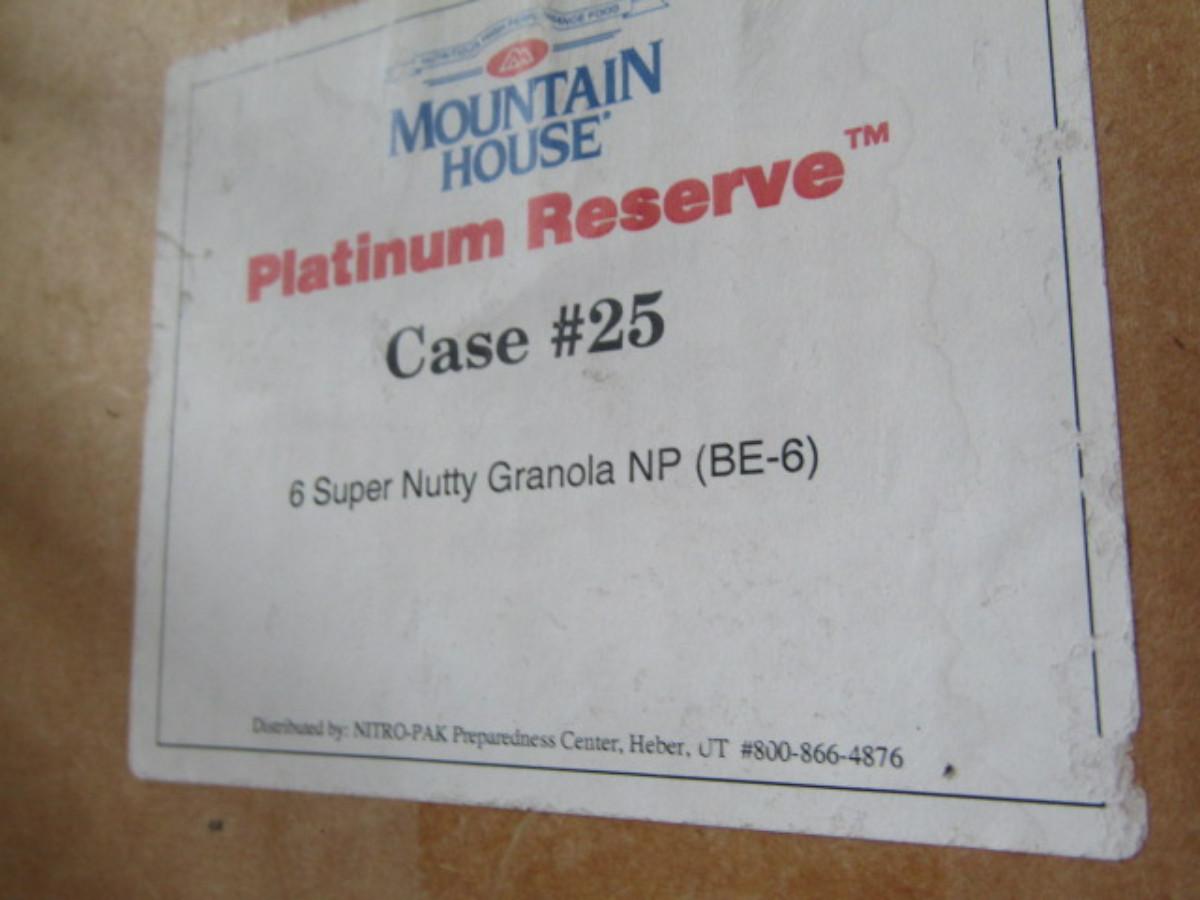 MOUNTAIN
HOUSE
Platinum Reserve™
Case #25
6 Super Nutty Granola NP (BE-6)
Distributed by: NITRO-PAK Preparedness Center, Heber, UT #800-866-4876